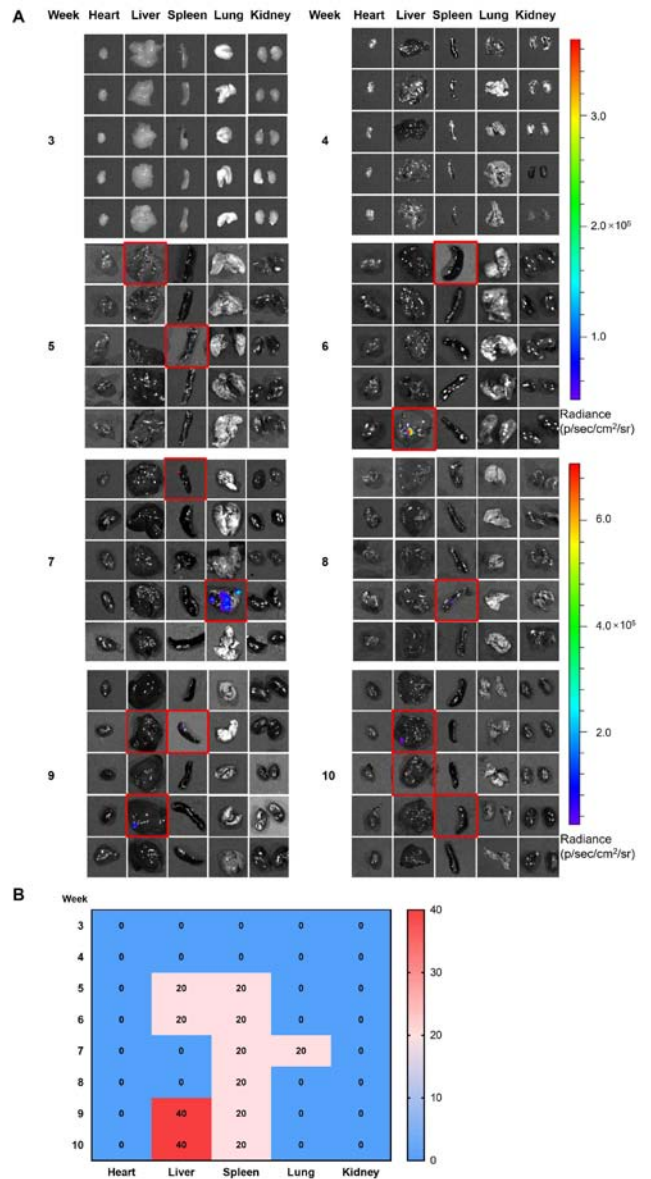 A
Week Heart Liver Spleen Lung Kidney
Week Heart Liver Spleen Lung Kidney
3
4
3.0
2.0 ×10⁵
1.0
Radiance
(p/sec/cm²/sr)
5
6
7
8
6.0
4.0 ×10⁵
2.0
Radiance
(p/sec/cm²/sr)
9
10
B
Week
3 0 0 0 0 0
4 0 0 0 0 0
5 0 20 20 0 0
6 0 20 20 0 0
7 0 0 20 20 0
8 0 0 20 0 0
9 0 40 20 0 0
10 0 40 20 0 0
Heart Liver Spleen Lung Kidney
40
30
20
10
0